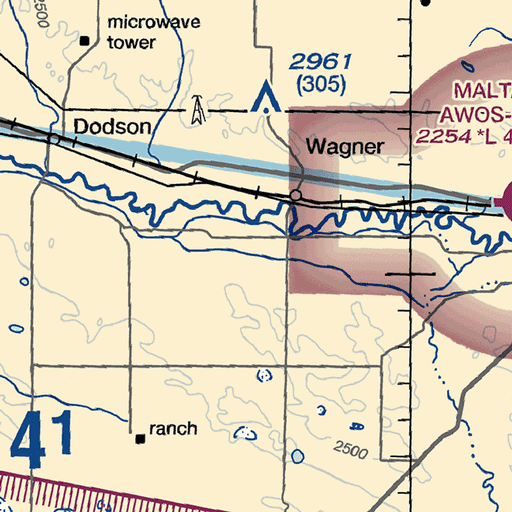 2500
microwave
tower
2961
(305)
MALTA
AWOS-
2254 *L 4
Dodson
Wagner
41
ranch
2500